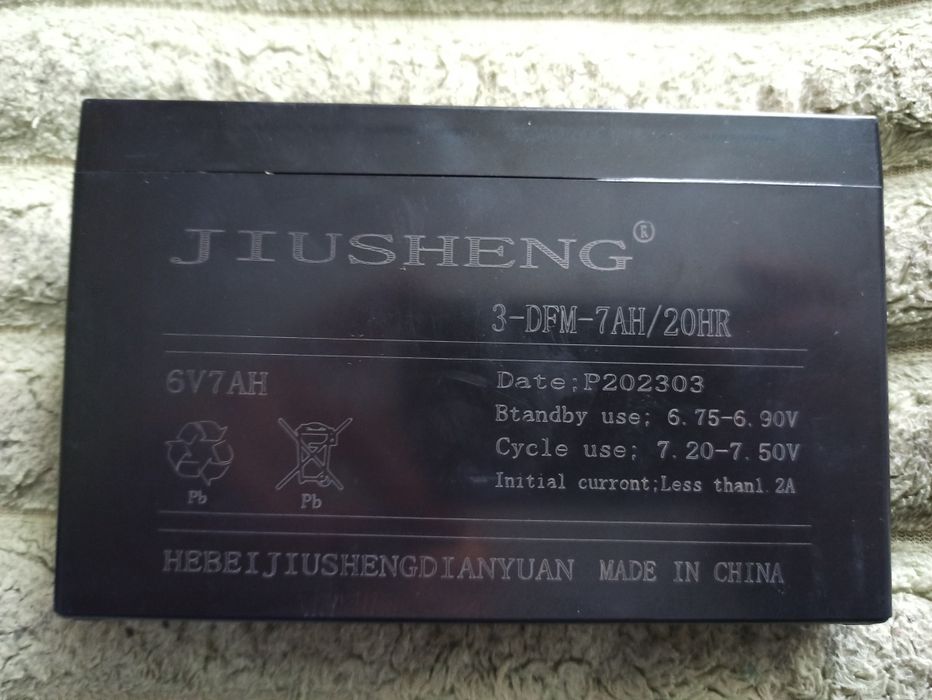 JIUSHENG®
3-DFM-7AH/20HR
6V7AH
Date;P202303
Btandby use; 6.75-6.90V
Cycle use; 7.20-7.50V
Initial curront;Less than1.2A
Pb
Pb
HEBEIJIUSHENGDIANYUAN MADE IN CHINA